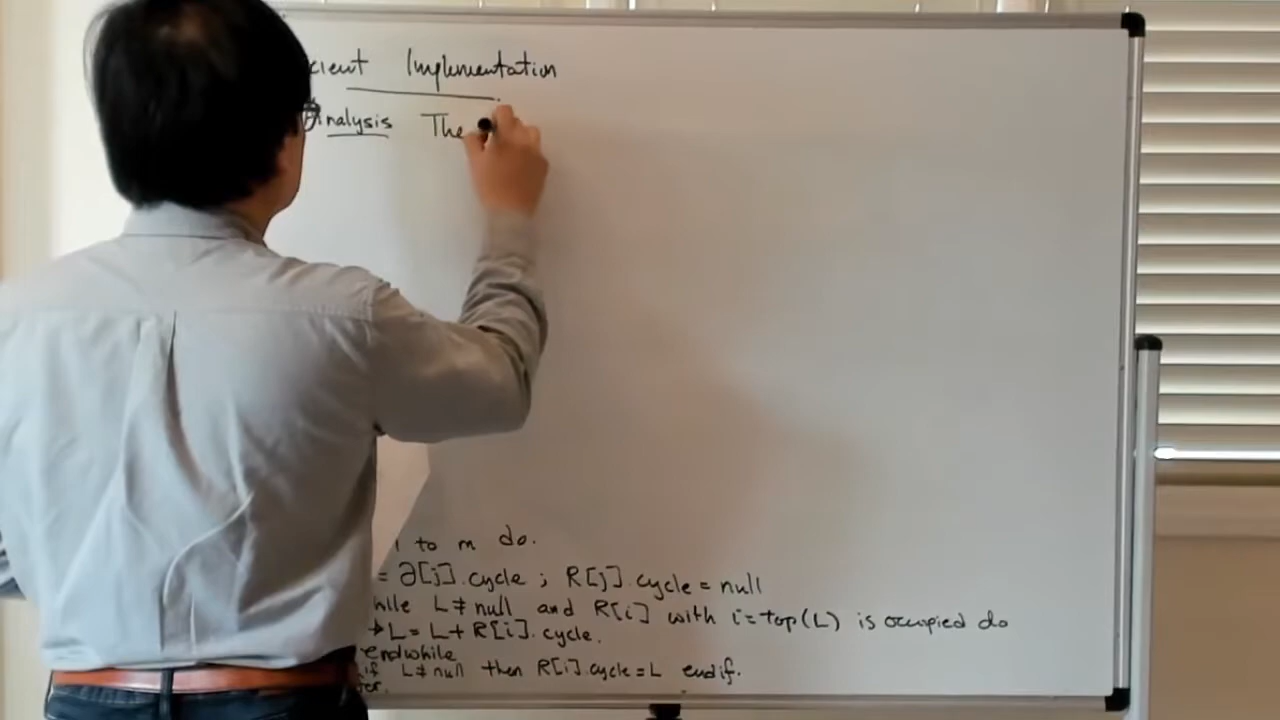 cient Implementation
Analysis The
1 to m do.
= ∂[j].cycle ; R[j].cycle = null
hile L ≠ null and R[i] with i = top(L) is occupied do
L = L + R[i].cycle.
endwhile
if L ≠ null then R[i].cycle = L endif.
for.